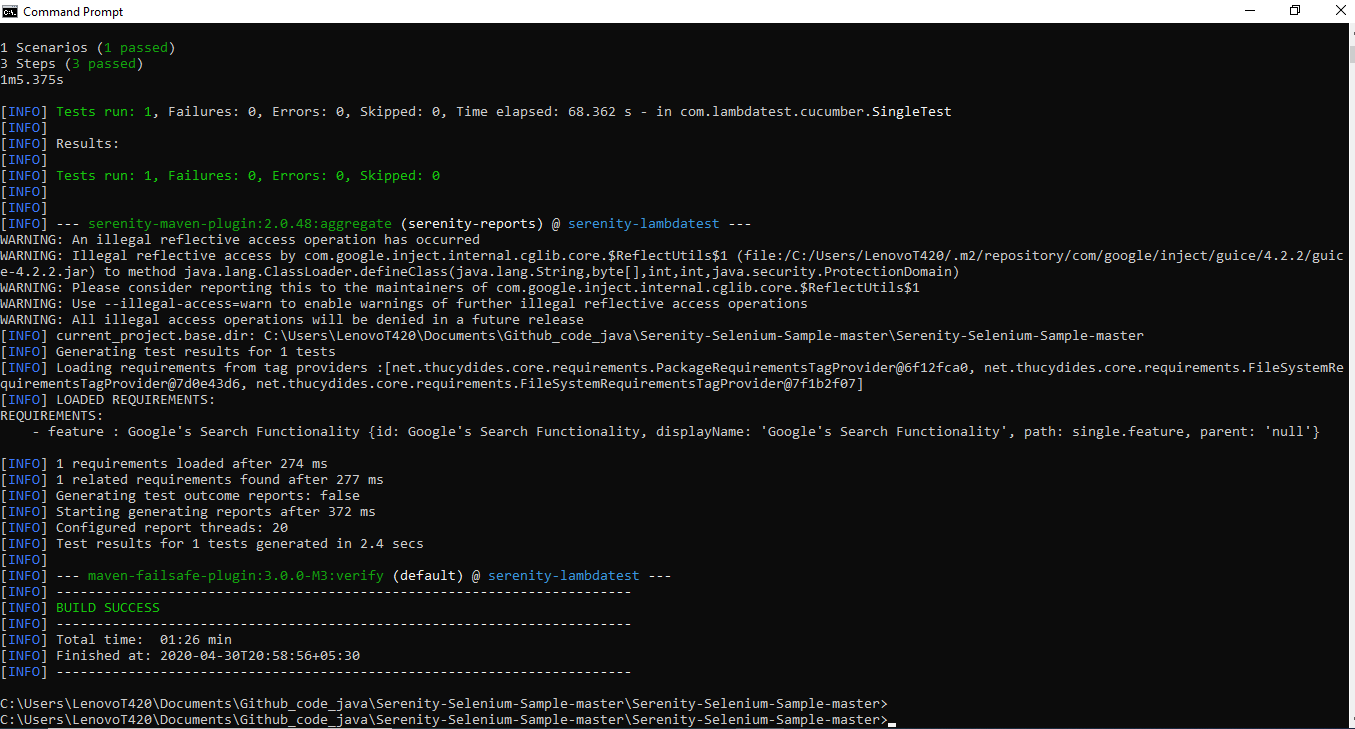 Command Prompt
1 Scenarios (1 passed)
3 Steps (3 passed)
1m5.375s
[INFO] Tests run: 1, Failures: 0, Errors: 0, Skipped: 0, Time elapsed: 68.362 s - in com.lambdatest.cucumber.SingleTest
[INFO]
[INFO] Results:
[INFO]
[INFO] Tests run: 1, Failures: 0, Errors: 0, Skipped: 0
[INFO]
[INFO]
[INFO] --- serenity-maven-plugin:2.0.48:aggregate (serenity-reports) @ serenity-lambdatest ---
WARNING: An illegal reflective access operation has occurred
WARNING: Illegal reflective access by com.google.inject.internal.cglib.core.$ReflectUtils$1 (file:/C:/Users/LenovoT420/.m2/repository/com/google/inject/guice/4.2.2/guic
e-4.2.2.jar) to method java.lang.ClassLoader.defineClass(java.lang.String,byte[],int,int,java.security.ProtectionDomain)
WARNING: Please consider reporting this to the maintainers of com.google.inject.internal.cglib.core.$ReflectUtils$1
WARNING: Use --illegal-access=warn to enable warnings of further illegal reflective access operations
WARNING: All illegal access operations will be denied in a future release
[INFO] current_project.base.dir: C:\Users\LenovoT420\Documents\Github_code_java\Serenity-Selenium-Sample-master\Serenity-Selenium-Sample-master
[INFO] Generating test results for 1 tests
[INFO] Loading requirements from tag providers :[net.thucydides.core.requirements.PackageRequirementsTagProvider@6f12fca0, net.thucydides.core.requirements.FileSystemRe
quirementsTagProvider@7d0e43d6, net.thucydides.core.requirements.FileSystemRequirementsTagProvider@7f1b2f07]
[INFO] LOADED REQUIREMENTS:
REQUIREMENTS:
    - feature : Google's Search Functionality {id: Google's Search Functionality, displayName: 'Google's Search Functionality', path: single.feature, parent: 'null'}
[INFO] 1 requirements loaded after 274 ms
[INFO] 1 related requirements found after 277 ms
[INFO] Generating test outcome reports: false
[INFO] Starting generating reports after 372 ms
[INFO] Configured report threads: 20
[INFO] Test results for 1 tests generated in 2.4 secs
[INFO]
[INFO] --- maven-failsafe-plugin:3.0.0-M3:verify (default) @ serenity-lambdatest ---
[INFO] ------------------------------------------------------------------------
[INFO] BUILD SUCCESS
[INFO] ------------------------------------------------------------------------
[INFO] Total time:  01:26 min
[INFO] Finished at: 2020-04-30T20:58:56+05:30
[INFO] ------------------------------------------------------------------------
C:\Users\LenovoT420\Documents\Github_code_java\Serenity-Selenium-Sample-master\Serenity-Selenium-Sample-master>
C:\Users\LenovoT420\Documents\Github_code_java\Serenity-Selenium-Sample-master\Serenity-Selenium-Sample-master>